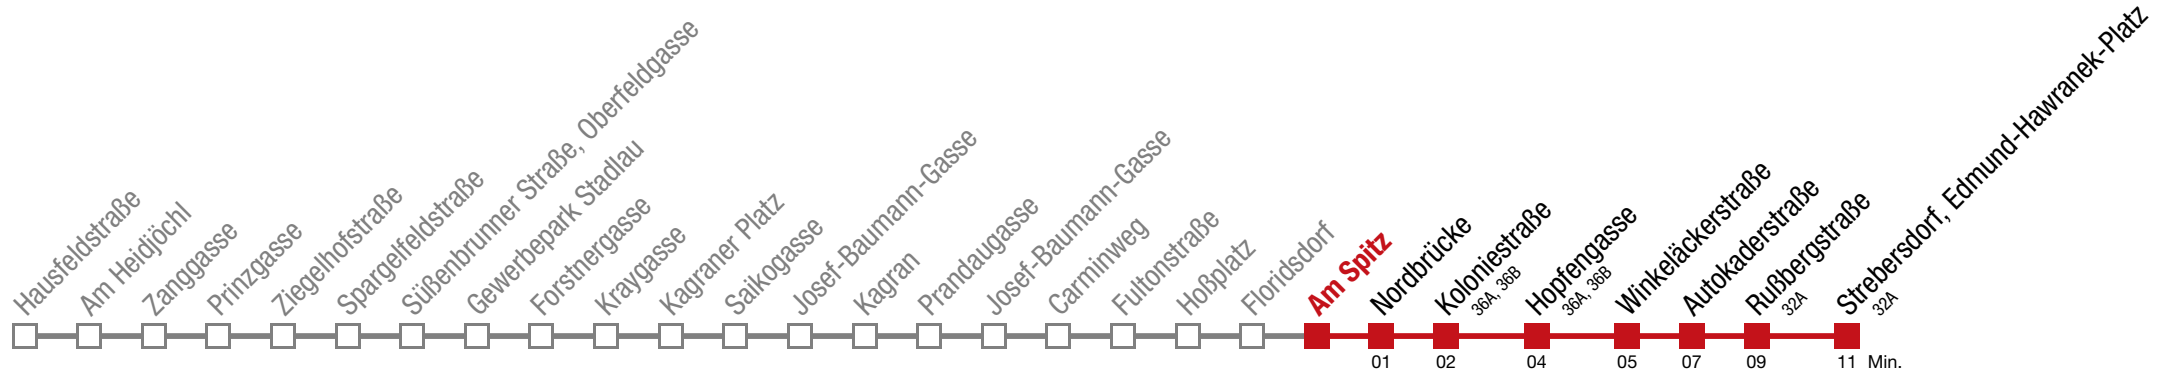 Hausfeldstraße
Am Heidjöchl
Zanggasse
Prinzgasse
Ziegelhofstraße
Spargelfeldstraße
Süßenbrunner Straße, Oberfeldgasse
Gewerbepark Stadlau
Forstnergasse
Kraygasse
Kagraner Platz
Saikogasse
Josef-Baumann-Gasse
Kagran
Prandaugasse
Josef-Baumann-Gasse
Carminweg
Fultonstraße
Hoßplatz
Floridsdorf
Am Spitz
Nordbrücke
Koloniestraße
36A, 36B
Hopfengasse
36A, 36B
Winkeläckerstraße
Autokaderstraße
Rußbergstraße
32A
Strebersdorf, Edmund-Hawranek-Platz
32A
01 02 04 05 07 09 11 Min.